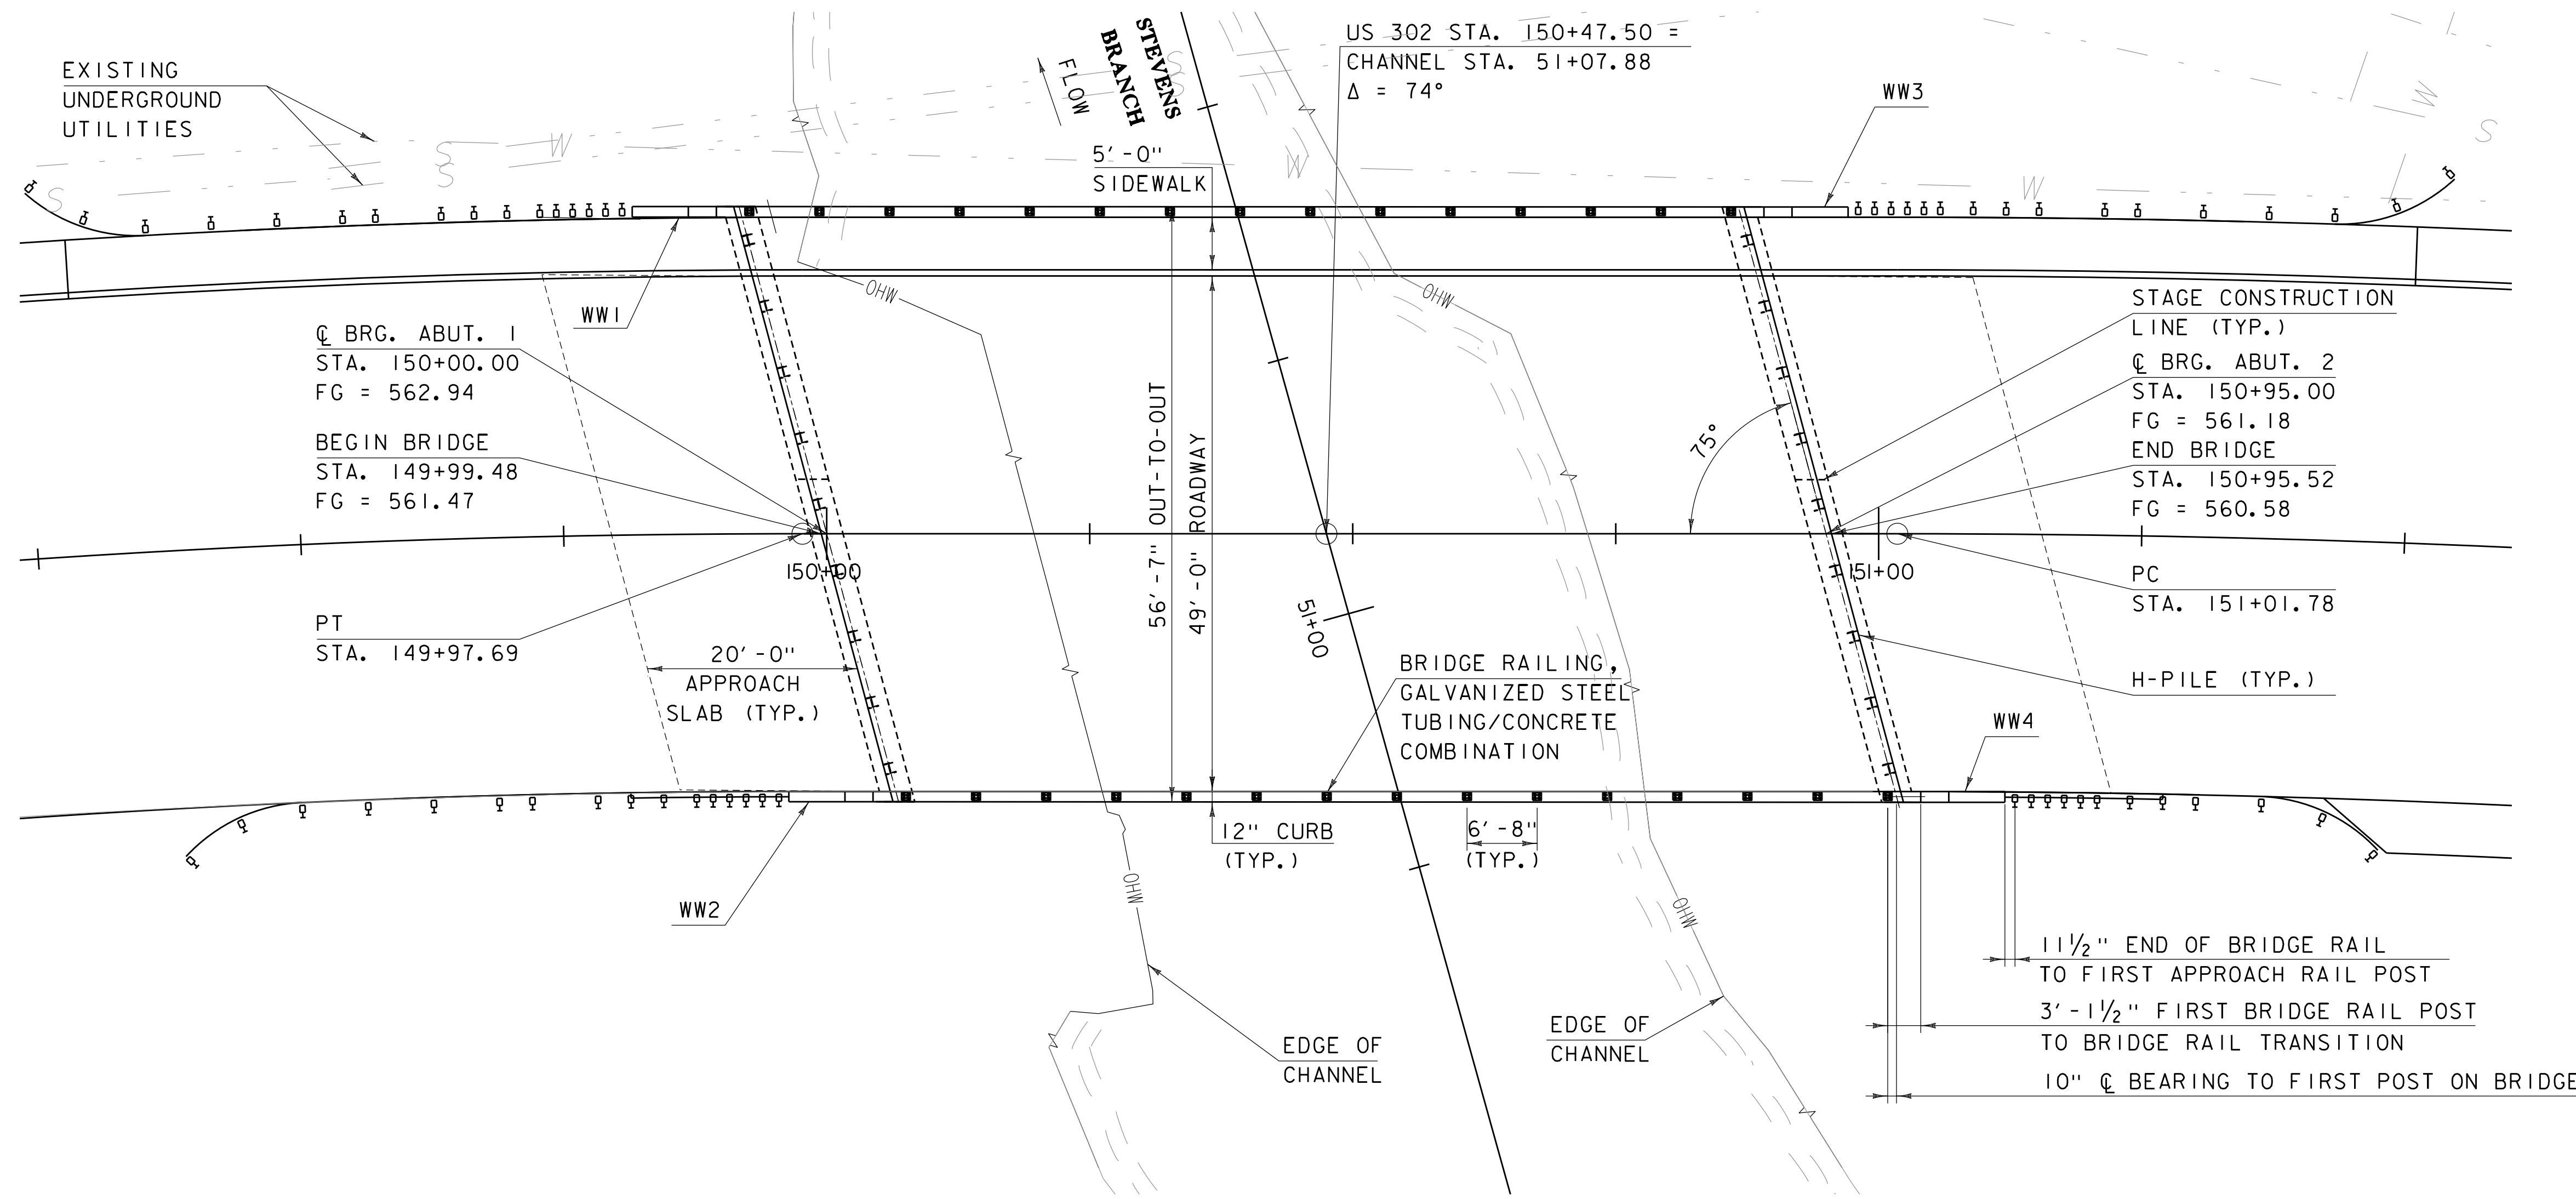 EXISTING
UNDERGROUND
UTILITIES
STEVENS
BRANCH
FLOW
US 302 STA. 150+47.50 =
CHANNEL STA. 51+07.88
Δ = 74°
WW3
5'-0"
SIDEWALK
S
S
S
W
S
S
W
W
W
S
WW1
OHW
OHW
℄ BRG. ABUT. 1
STA. 150+00.00
FG = 562.94
BEGIN BRIDGE
STA. 149+99.48
FG = 561.47
PT
STA. 149+97.69
150+00
20'-0"
APPROACH
SLAB (TYP.)
56'-7" OUT-TO-OUT
49'-0" ROADWAY
51+00
75°
151+00
STAGE CONSTRUCTION
LINE (TYP.)
℄ BRG. ABUT. 2
STA. 150+95.00
FG = 561.18
END BRIDGE
STA. 150+95.52
FG = 560.58
PC
STA. 151+01.78
H-PILE (TYP.)
BRIDGE RAILING,
GALVANIZED STEEL
TUBING/CONCRETE
COMBINATION
WW4
12" CURB
(TYP.)
6'-8"
(TYP.)
WW2
OHW
OHW
EDGE OF
CHANNEL
EDGE OF
CHANNEL
11½" END OF BRIDGE RAIL
TO FIRST APPROACH RAIL POST
3'-1½" FIRST BRIDGE RAIL POST
TO BRIDGE RAIL TRANSITION
10" ℄ BEARING TO FIRST POST ON BRIDGE